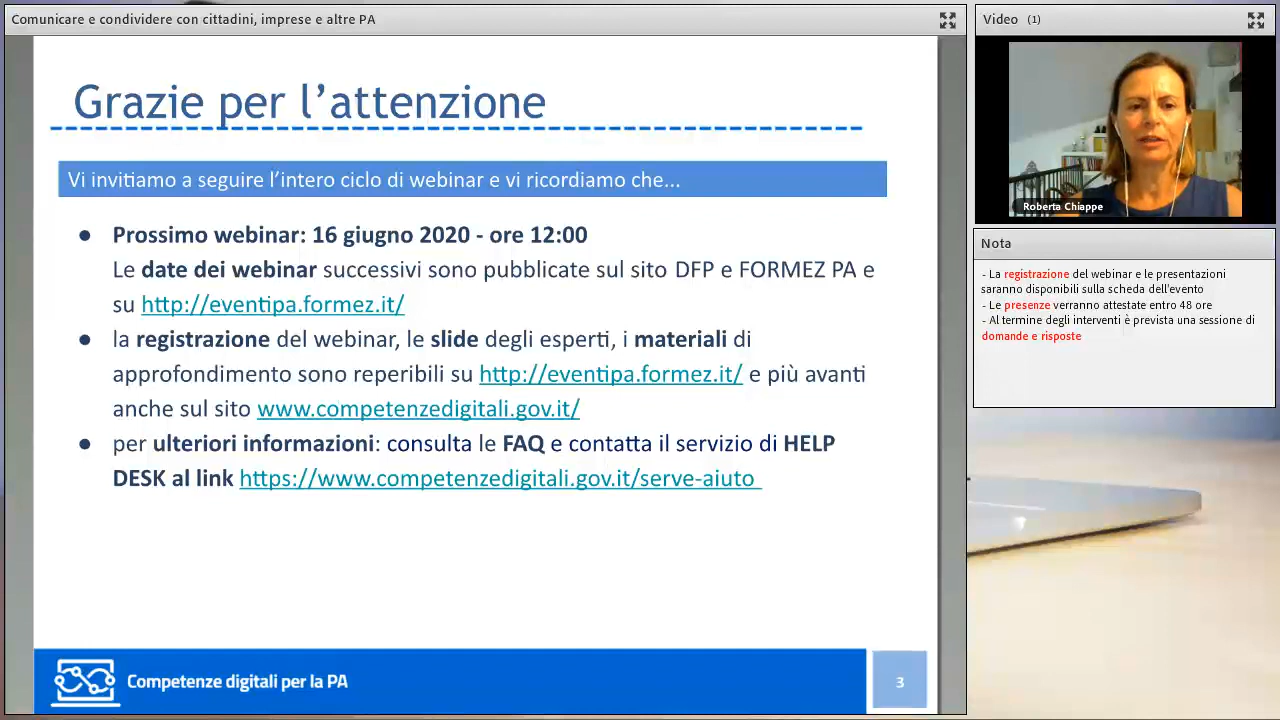 Comunicare e condividere con cittadini, imprese e altre PA
Grazie per l'attenzione
Vi invitiamo a seguire l'intero ciclo di webinar e vi ricordiamo che...
● Prossimo webinar: 16 giugno 2020 - ore 12:00
Le date dei webinar successivi sono pubblicate sul sito DFP e FORMEZ PA e
su http://eventipa.formez.it/
● la registrazione del webinar, le slide degli esperti, i materiali di
approfondimento sono reperibili su http://eventipa.formez.it/ e più avanti
anche sul sito www.competenzedigitali.gov.it/
● per ulteriori informazioni: consulta le FAQ e contatta il servizio di HELP
DESK al link https://www.competenzedigitali.gov.it/serve-aiuto
Competenze digitali per la PA
3
Video (1)
Roberta Chiappe
Nota
- La registrazione del webinar e le presentazioni
saranno disponibili sulla scheda dell'evento
- Le presenze verranno attestate entro 48 ore
- Al termine degli interventi è prevista una sessione di
domande e risposte